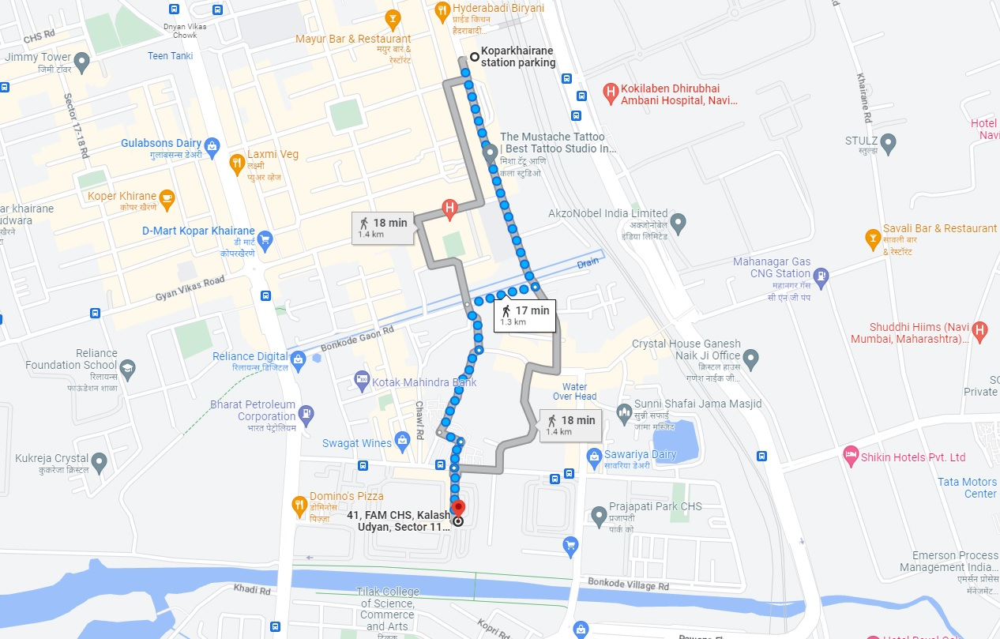 Hyderabadi Biryani
प्राईड किचन
हैदराबादी...
Dnyan Vikas
Chowk
CHS Rd
Mayur Bar & Restaurant
मयुर बार &
रेस्टॉरंट
Teen Tanki
Jimmy Tower
जिमी टॉवर
Koparkhairane
station parking
Khairane Rd
Kokilaben Dhirubhai
Ambani Hospital, Navi...
Sector 17-18 Rd
Hotel
Navi
The Mustache Tattoo
| Best Tattoo Studio In...
मिशा टॅटू आणि
कला स्टुडिओ
STULZ
स्तुल्झ
Gulabsons Dairy
गुलाबसन्स डेअरी
Laxmi Veg
लक्ष्मी
प्युअर व्हेज
Koper Khirane
कोपर खैरणे
ar khairane
udwara
खैरने
रा
AkzoNobel India Limited
अक्जोनोबेल
इंडिया लिमिटेड
18 min
1.4 km
D-Mart Kopar Khairane
डी मार्ट
कोपरखैरणे
Savali Bar & Restaurant
सावली बार
& रेस्टॉरंट
Drain
Mahanagar Gas
CNG Station
महानगर गॅस
सी एन जी पंप
Gyan Vikas Road
17 min
1.3 km
Bonkode Gaon Rd
Shuddhi Hiims (Navi
Mumbai, Maharashtra)...
Crystal House Ganesh
Naik Ji Office
क्रिस्टल हाउस
गणेश नाईक जी...
Reliance
Foundation School
रिलायन्स
फाऊंडेशन शाळा
Reliance Digital
रिलायन्स डिजिटल
Kotak Mahindra Bank
Water
Over Head
Private
Bharat Petroleum
Corporation
भारत पेट्रोलियम
Chawl Rd
Sunni Shafai Jama Masjid
सुन्नी सफाई
जामा मस्जिद
18 min
1.4 km
Swagat Wines
Kukreja Crystal
कुकरेजा क्रिस्टल
Sawariya Dairy
सावरिया डेअरी
Shikin Hotels Pvt. Ltd
Tata Motors
Center
Domino's Pizza
डोमिनोस
पिज़्ज़ा
41, FAM CHS, Kalash
Udyan, Sector 11...
Prajapati Park CHS
प्रजापती
पार्क को
Emerson Process
Management India...
एमर्सन प्रोसेस
मॅनेजमेंट...
Khadi Rd
Bonkode Village Rd
Tilak College
of Science,
Commerce
and Arts
Kopri Rd